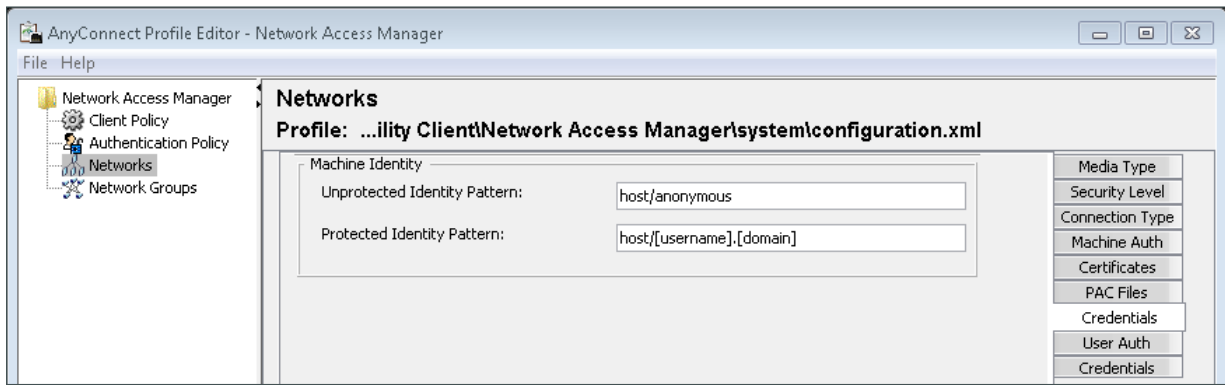 AnyConnect Profile Editor - Network Access Manager
File Help
Network Access Manager
Client Policy
Authentication Policy
Networks
Network Groups
Networks
Profile: ...ility Client\Network Access Manager\system\configuration.xml
Machine Identity
Unprotected Identity Pattern: host/anonymous
Protected Identity Pattern: host/[username].[domain]
Media Type
Security Level
Connection Type
Machine Auth
Certificates
PAC Files
Credentials
User Auth
Credentials